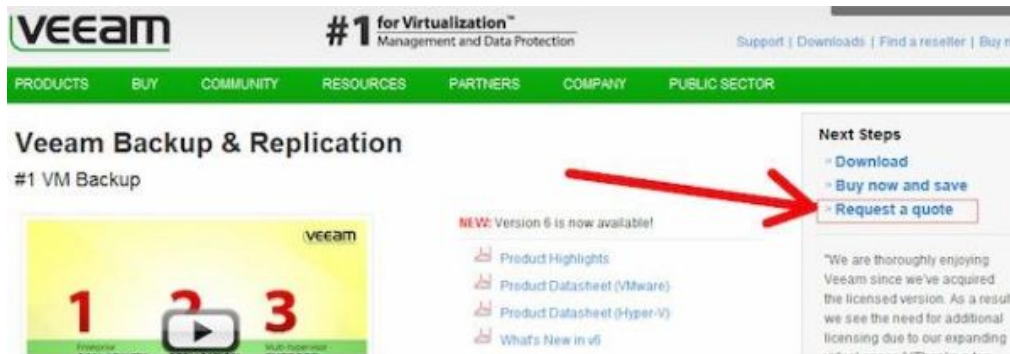 veeam
#1 for Virtualization™
Management and Data Protection
Support | Downloads | Find a reseller | Buy
PRODUCTS BUY COMMUNITY RESOURCES PARTNERS COMPANY PUBLIC SECTOR
Veeam Backup & Replication
#1 VM Backup
veeam
1 2 3
Enterprise
Multi-hypervisor
NEW: Version 6 is now available!
Product Highlights
Product Datasheet (VMware)
Product Datasheet (Hyper-V)
What's New in v6
Next Steps
Download
Buy now and save
Request a quote
"We are thoroughly enjoying
Veeam since we've acquired
the licensed version. As a result
we see the need for additional
licensing due to our expanding